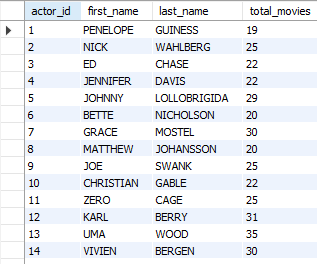 actor_id first_name last_name total_movies
1 PENELOPE GUINESS 19
2 NICK WAHLBERG 25
3 ED CHASE 22
4 JENNIFER DAVIS 22
5 JOHNNY LOLLOBRIGIDA 29
6 BETTE NICHOLSON 20
7 GRACE MOSTEL 30
8 MATTHEW JOHANSSON 20
9 JOE SWANK 25
10 CHRISTIAN GABLE 22
11 ZERO CAGE 25
12 KARL BERRY 31
13 UMA WOOD 35
14 VIVIEN BERGEN 30